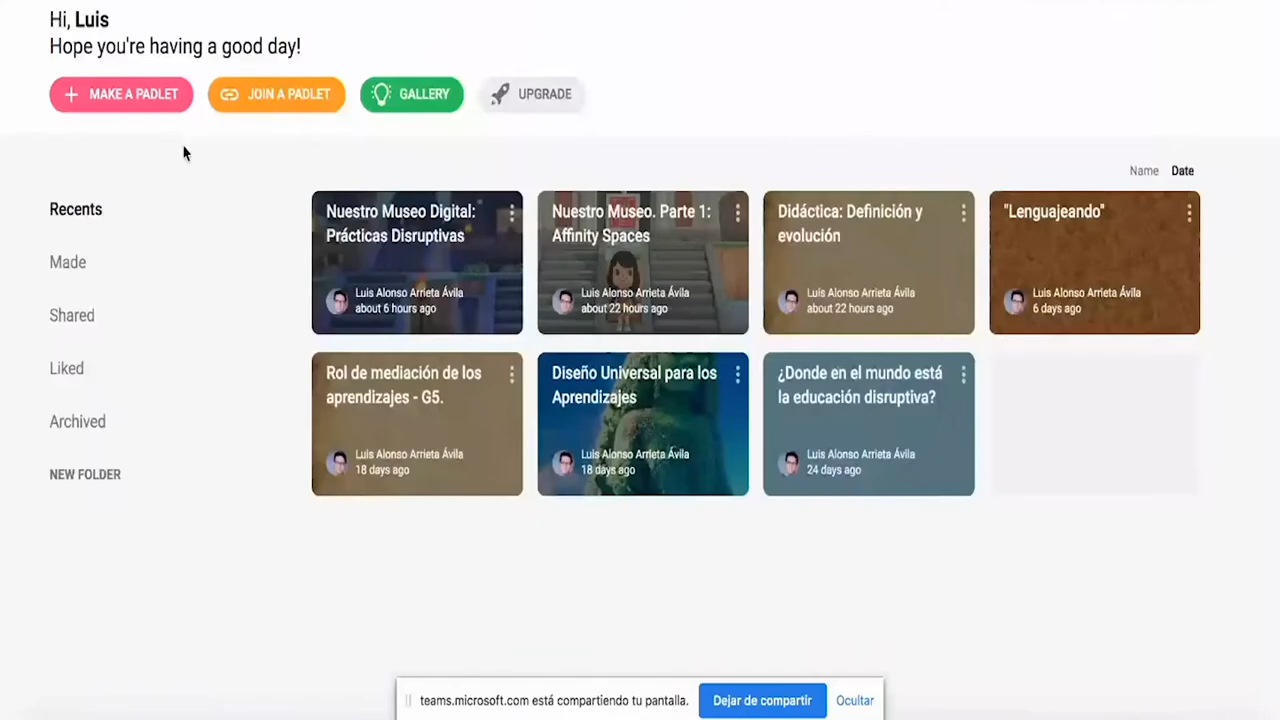 Hi, Luis
Hope you're having a good day!
MAKE A PADLET
JOIN A PADLET
GALLERY
UPGRADE
Name
Date
Recents
Made
Shared
Liked
Archived
NEW FOLDER
Nuestro Museo Digital:
Prácticas Disruptivas
Luis Alonso Arrieta Ávila
about 6 hours ago
Nuestro Museo. Parte 1:
Affinity Spaces
Luis Alonso Arrieta Ávila
about 22 hours ago
Didáctica: Definición y
evolución
Luis Alonso Arrieta Ávila
about 22 hours ago
"Lenguajeando"
Luis Alonso Arrieta Ávila
6 days ago
Rol de mediación de los
aprendizajes - G5.
Luis Alonso Arrieta Ávila
18 days ago
Diseño Universal para los
Aprendizajes
Luis Alonso Arrieta Ávila
18 days ago
¿Donde en el mundo está
la educación disruptiva?
Luis Alonso Arrieta Ávila
24 days ago
teams.microsoft.com está compartiendo tu pantalla.
Dejar de compartir
Ocultar